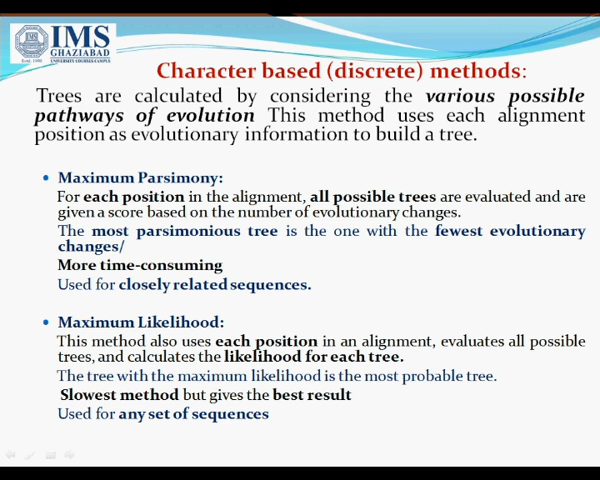 IMS
GHAZIABAD
Estd. 1990
UNIVERSITY COURSES CAMPUS
Character based (discrete) methods:
Trees are calculated by considering the various possible
pathways of evolution This method uses each alignment
position as evolutionary information to build a tree.
• Maximum Parsimony:
For each position in the alignment, all possible trees are evaluated and are
given a score based on the number of evolutionary changes.
The most parsimonious tree is the one with the fewest evolutionary
changes/
More time-consuming
Used for closely related sequences.
• Maximum Likelihood:
This method also uses each position in an alignment, evaluates all possible
trees, and calculates the likelihood for each tree.
The tree with the maximum likelihood is the most probable tree.
Slowest method but gives the best result
Used for any set of sequences